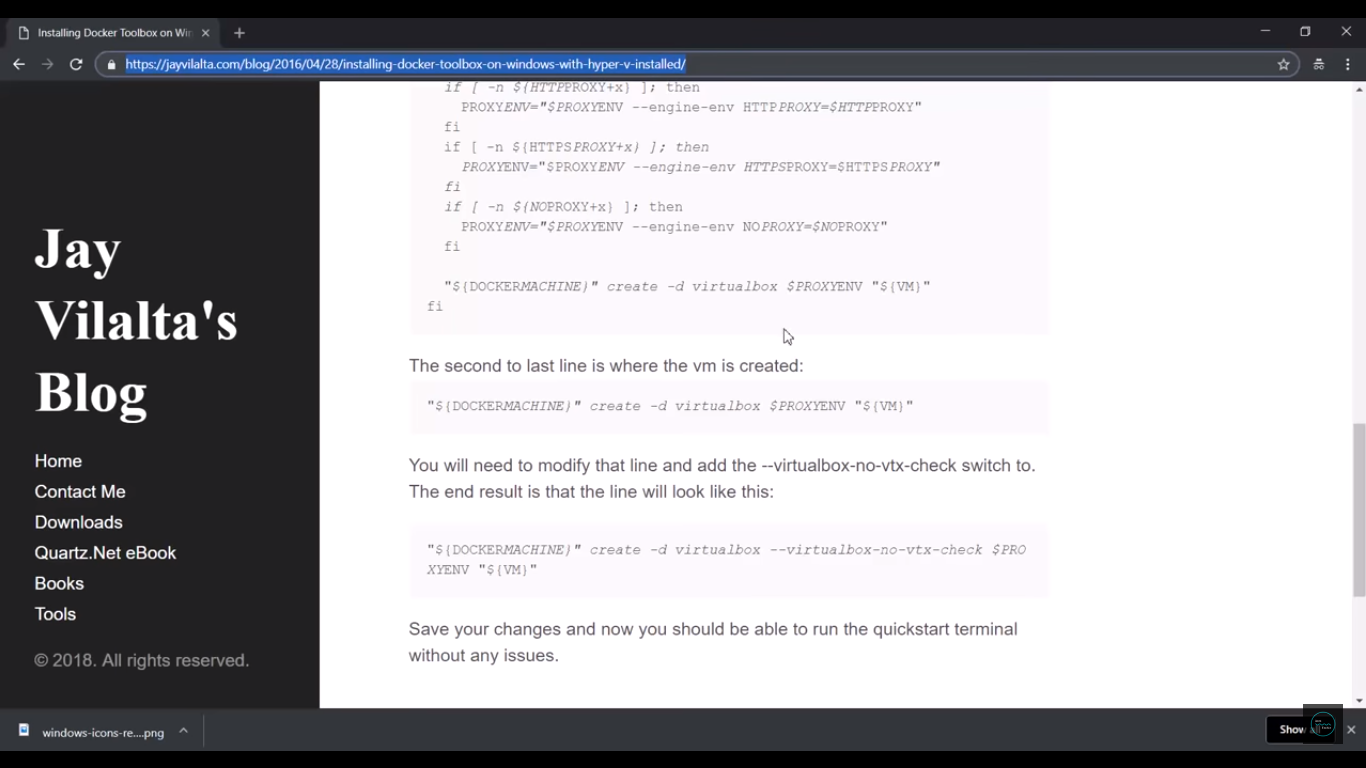 Installing Docker Toolbox on Win
https://jayvilalta.com/blog/2016/04/28/installing-docker-toolbox-on-windows-with-hyper-v-installed/
if [ -n ${HTTPPROXY+x} ]; then
PROXYENV="$PROXYENV --engine-env HTTPPROXY=$HTTPPROXY"
fi
if [ -n ${HTTPSPROXY+x} ]; then
PROXYENV="$PROXYENV --engine-env HTTPSPROXY=$HTTPSPROXY"
fi
if [ -n ${NOPROXY+x} ]; then
PROXYENV="$PROXYENV --engine-env NOPROXY=$NOPROXY"
fi
"${DOCKERMACHINE}" create -d virtualbox $PROXYENV "${VM}"
fi
The second to last line is where the vm is created:
"${DOCKERMACHINE}" create -d virtualbox $PROXYENV "${VM}"
You will need to modify that line and add the --virtualbox-no-vtx-check switch to.
The end result is that the line will look like this:
"${DOCKERMACHINE}" create -d virtualbox --virtualbox-no-vtx-check $PRO
XYENV "${VM}"
Save your changes and now you should be able to run the quickstart terminal
without any issues.
Jay
Vilalta's
Blog
Home
Contact Me
Downloads
Quartz.Net eBook
Books
Tools
© 2018. All rights reserved.
windows-icons-re....png
Show